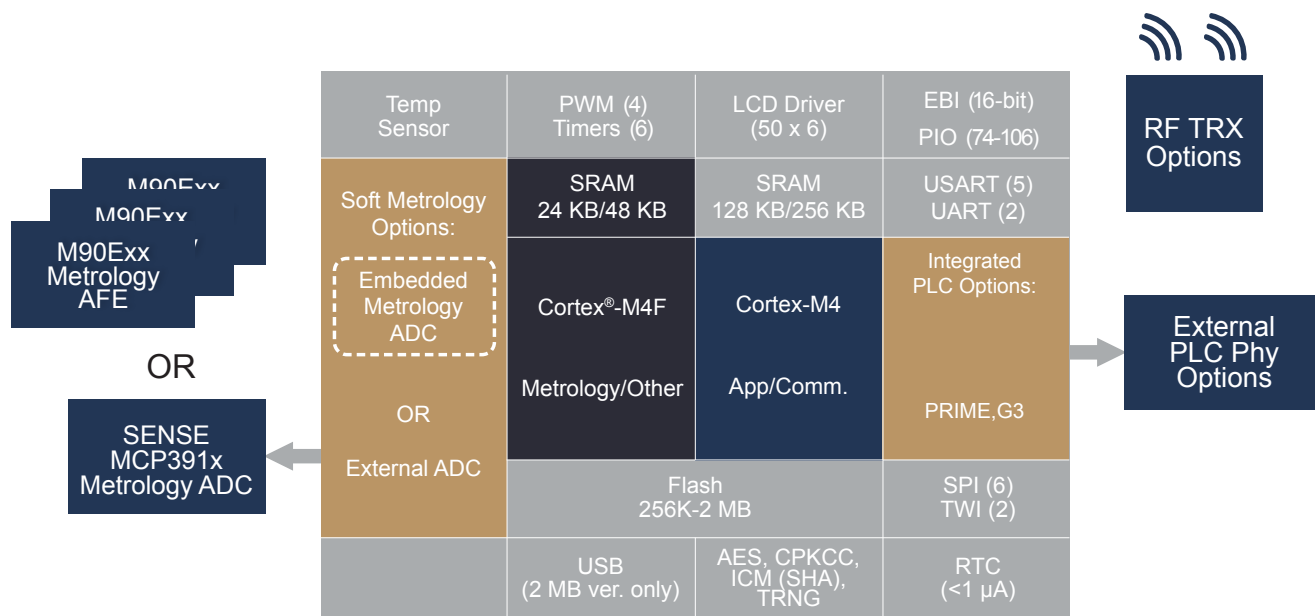 Temp
Sensor
PWM (4)
Timers (6)
LCD Driver
(50 x 6)
EBI (16-bit)
PIO (74-106)
RF TRX
Options
M90Exx
M90Exx
M90Exx
Metrology
AFE
OR
SENSE
MCP391x
Metrology ADC
Soft Metrology
Options:
Embedded
Metrology
ADC
OR
External ADC
SRAM
24 KB/48 KB
SRAM
128 KB/256 KB
USART (5)
UART (2)
Cortex®-M4F
Metrology/Other
Cortex-M4
App/Comm.
Integrated
PLC Options:
PRIME,G3
External
PLC Phy
Options
Flash
256K-2 MB
SPI (6)
TWI (2)
USB
(2 MB ver. only)
AES, CPKCC,
ICM (SHA),
TRNG
RTC
(<1 µA)